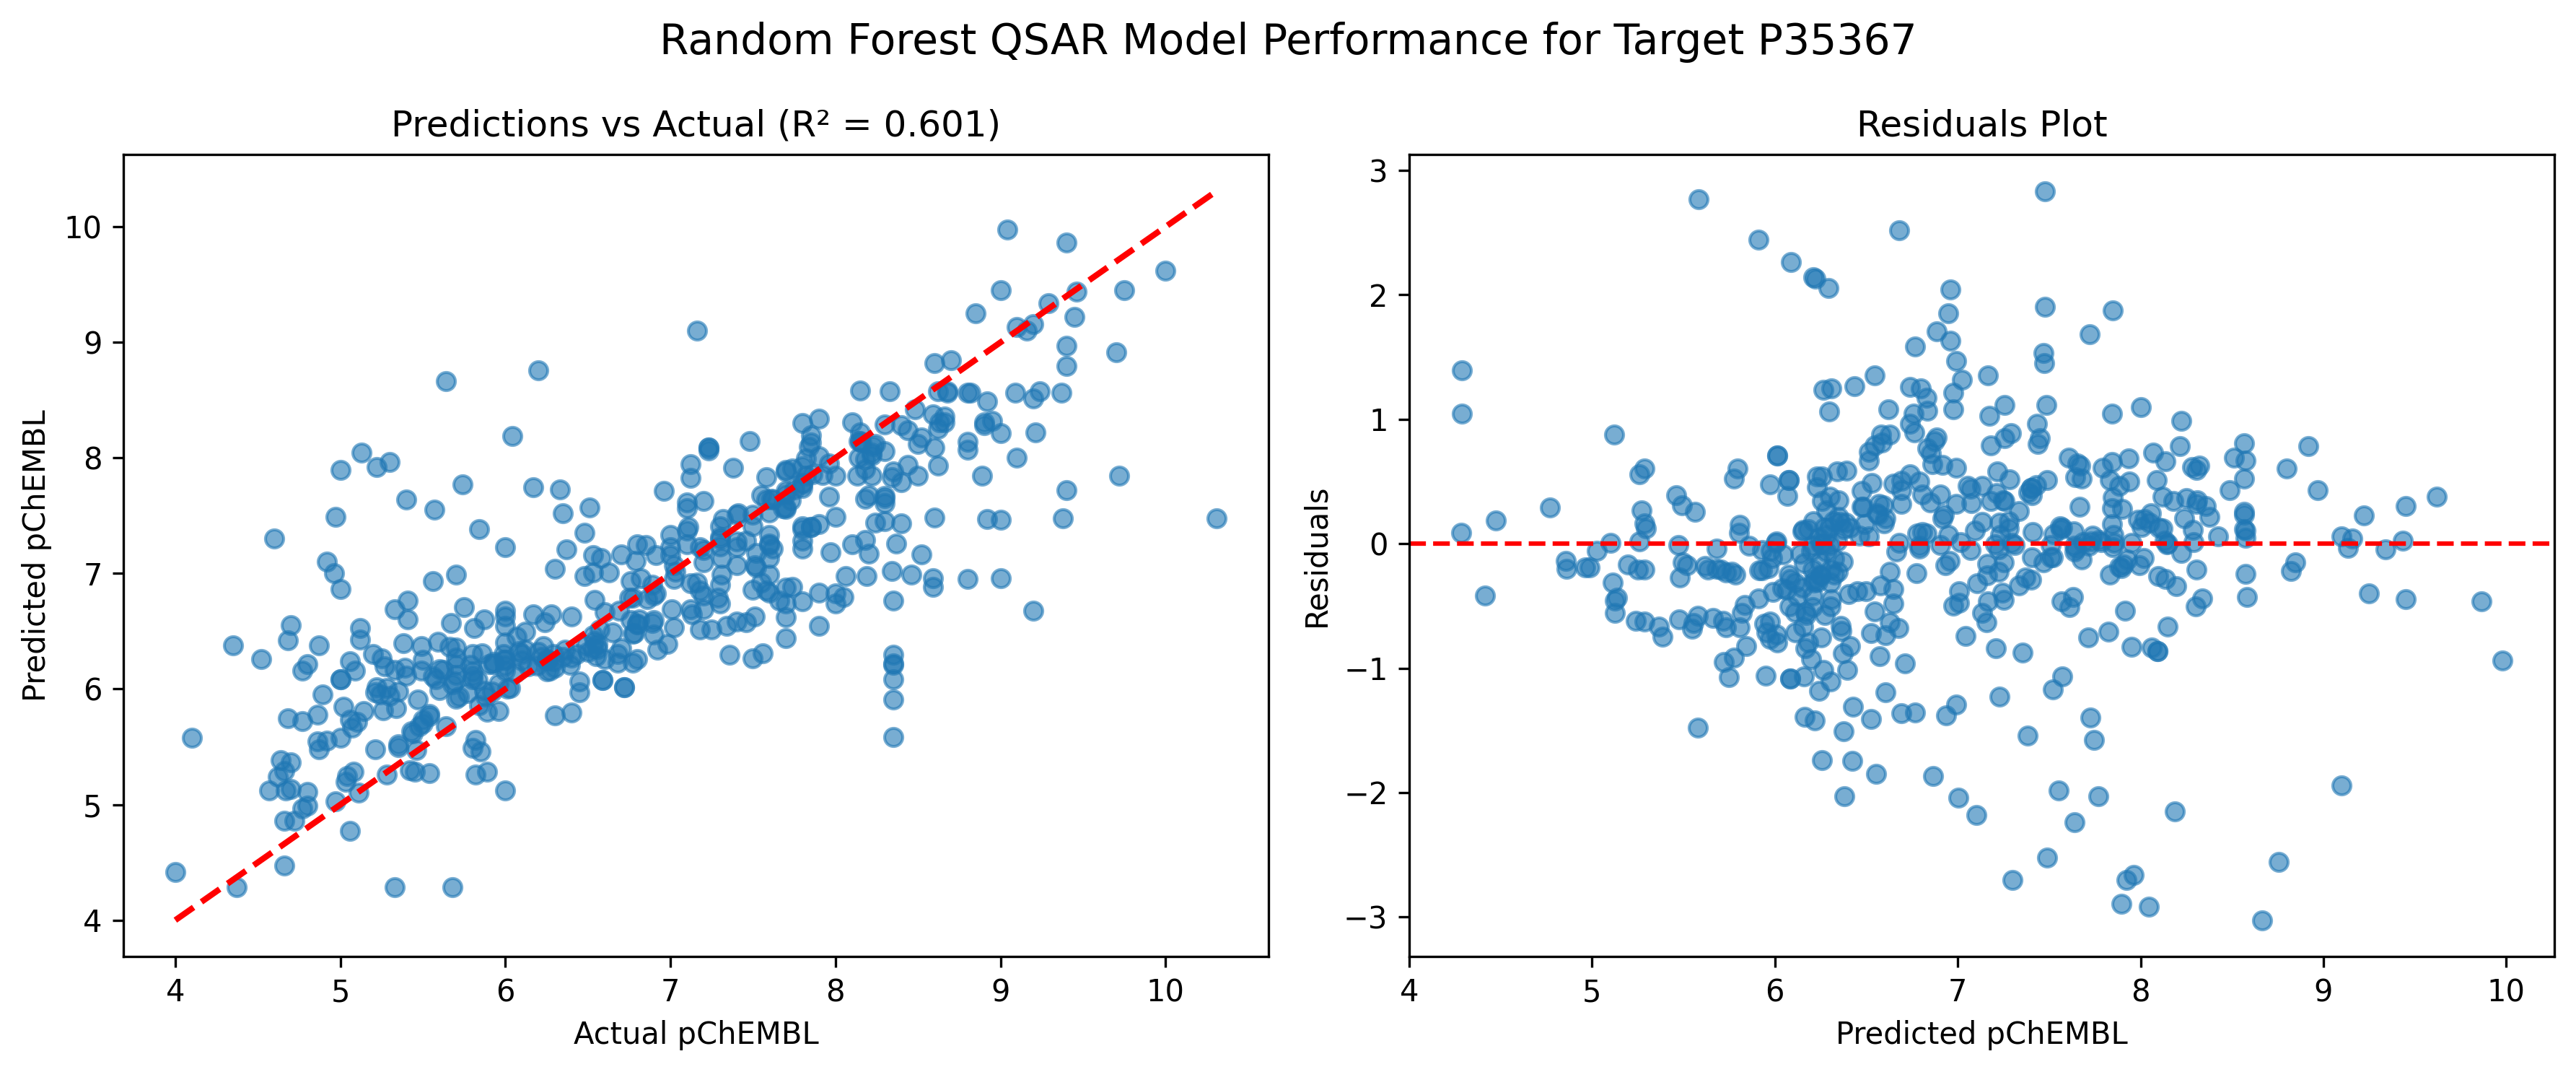 Random Forest QSAR Model Performance for Target P35367
Predictions vs Actual (R² = 0.601)
10
9
8
7
6
5
4
Predicted pChEMBL
4 5 6 7 8 9 10
Actual pChEMBL
Residuals Plot
3
2
1
0
−1
−2
−3
Residuals
4 5 6 7 8 9 10
Predicted pChEMBL